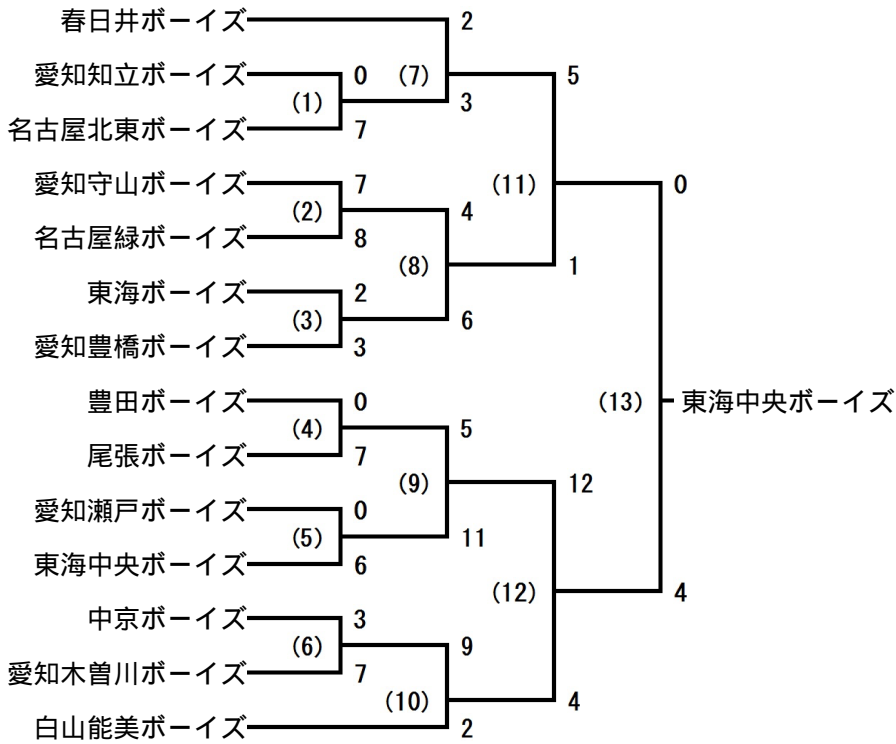 春日井ボーイズ 2
愛知知立ボーイズ 0 (7) 5
(1) 3
名古屋北東ボーイズ 7
愛知守山ボーイズ 7 (11) 0
(2) 4
名古屋緑ボーイズ 8
(8) 1
東海ボーイズ 2
(3) 6
愛知豊橋ボーイズ 3
豊田ボーイズ 0 (13) 東海中央ボーイズ
(4) 5
尾張ボーイズ 7
(9) 12
愛知瀬戸ボーイズ 0
(5) 11
東海中央ボーイズ 6
(12) 4
中京ボーイズ 3
(6) 9
愛知木曽川ボーイズ 7
(10) 4
白山能美ボーイズ 2